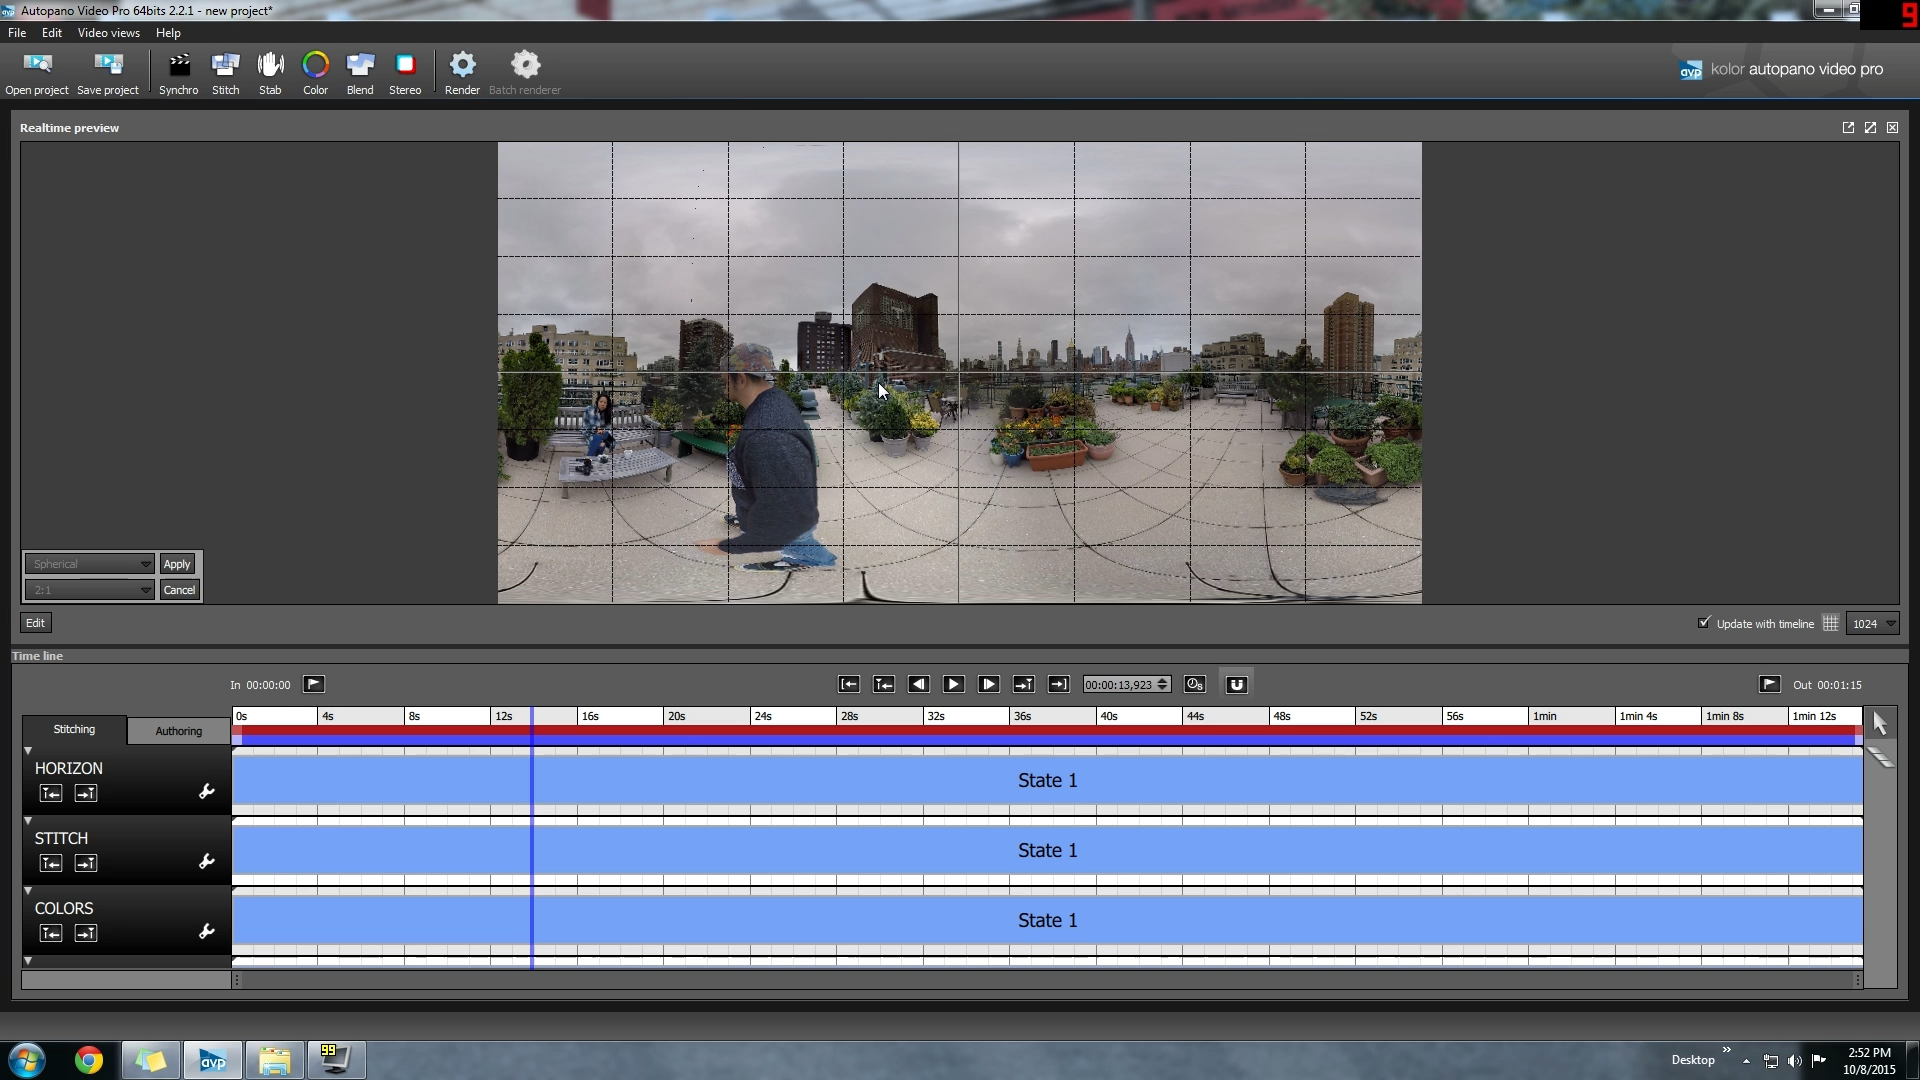 Autopano Video Pro 64bits 2.2.1 - new project*
9
File Edit Video views Help
Open project Save project Synchro Stitch Stab Color Blend Stereo Render Batch renderer
avp kolor autopano video pro
Realtime preview
Spherical Apply
2:1 Cancel
Edit
Update with timeline 1024
Time line
In 00:00:00 00:00:13,923 Out 00:01:15
0s 4s 8s 12s 16s 20s 24s 28s 32s 36s 40s 44s 48s 52s 56s 1min 1min 4s 1min 8s 1min 12s
Stitching Authoring
HORIZON
State 1
STITCH
State 1
COLORS
State 1
avp
99
Desktop
2:52 PM
10/8/2015